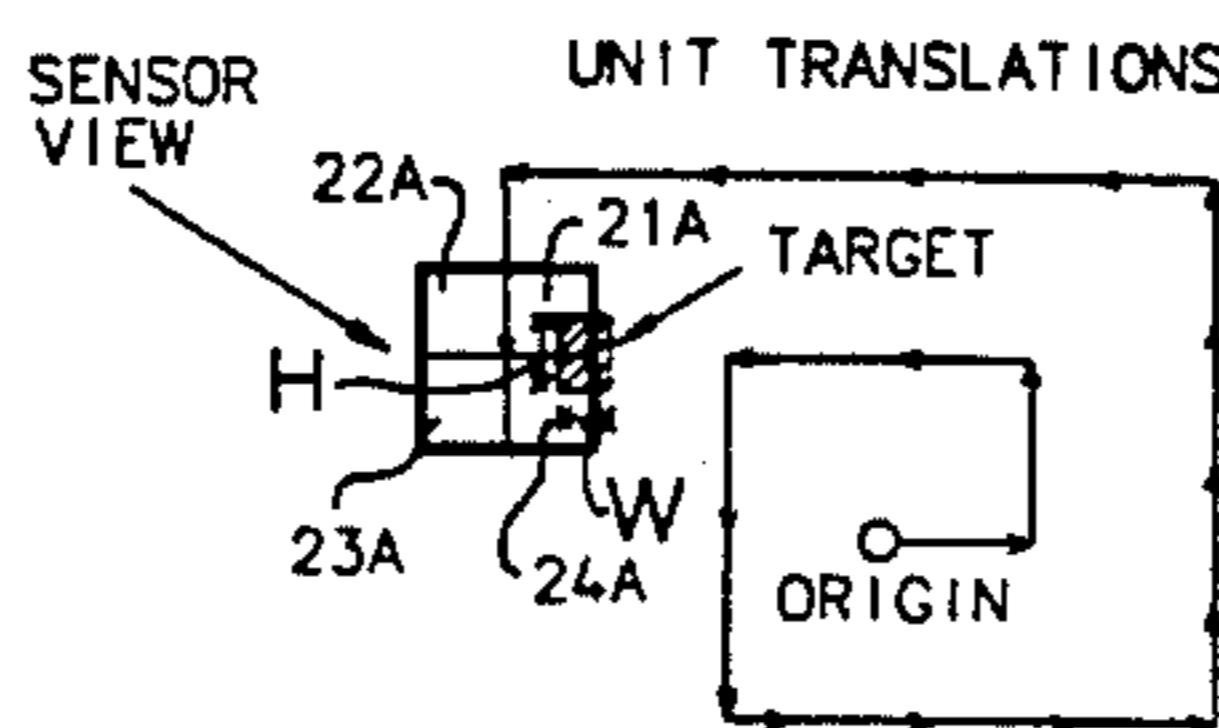 UNIT TRANSLATIONS
SENSOR
VIEW
22A
21A
TARGET
H
W
23A
24A
ORIGIN